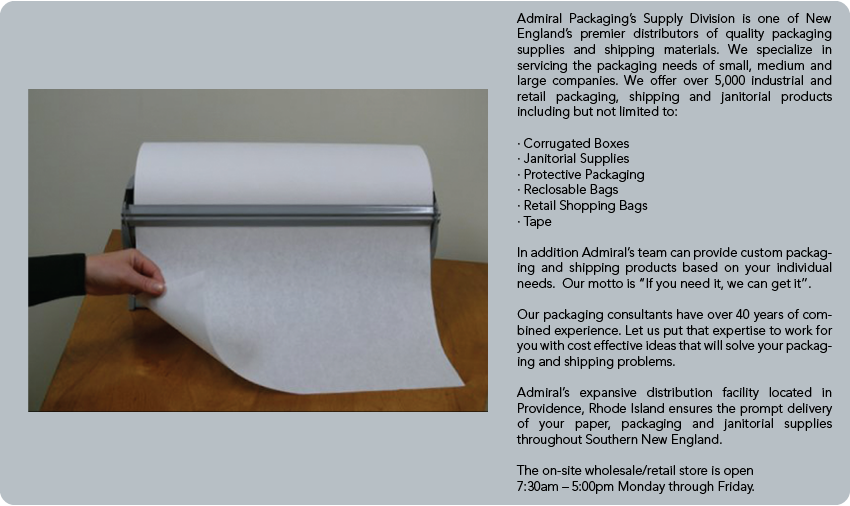 Admiral Packaging's Supply Division is one of New
England's premier distributors of quality packaging
supplies and shipping materials. We specialize in
servicing the packaging needs of small, medium and
large companies. We offer over 5,000 industrial and
retail packaging, shipping and janitorial products
including but not limited to:
· Corrugated Boxes
· Janitorial Supplies
· Protective Packaging
· Reclosable Bags
· Retail Shopping Bags
· Tape
In addition Admiral's team can provide custom packag-
ing and shipping products based on your individual
needs.  Our motto is "If you need it, we can get it".
Our packaging consultants have over 40 years of com-
bined experience. Let us put that expertise to work for
you with cost effective ideas that will solve your packag-
ing and shipping problems.
Admiral's expansive distribution facility located in
Providence, Rhode Island ensures the prompt delivery
of your paper, packaging and janitorial supplies
throughout Southern New England.
The on-site wholesale/retail store is open
7:30am – 5:00pm Monday through Friday.